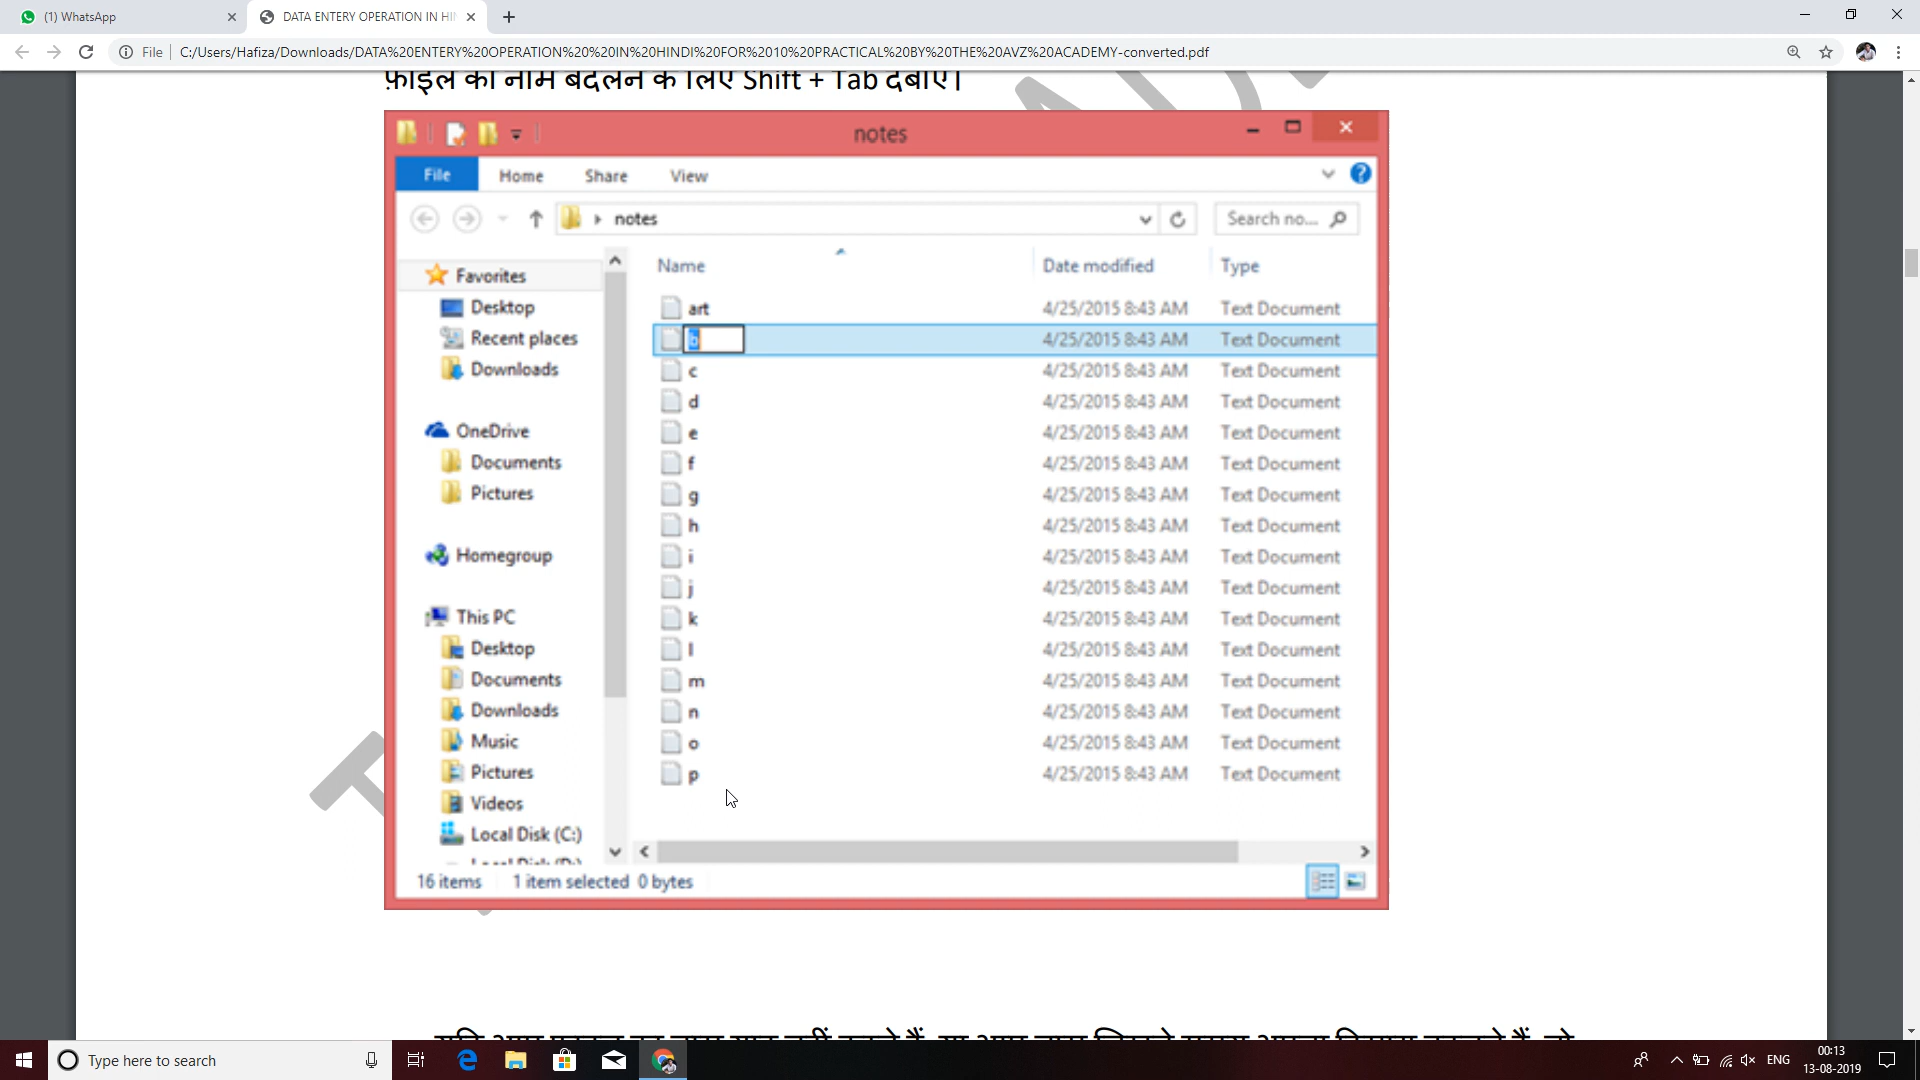 (1) WhatsApp
DATA ENTERY OPERATION IN HI
File C:/Users/Hafiza/Downloads/DATA%20ENTERY%20OPERATION%20%20IN%20HINDI%20FOR%2010%20PRACTICAL%20BY%20THE%20AVZ%20ACADEMY-converted.pdf
फ़ाइल का नाम बदलने के लिए Shift + Tab दबाएं|
notes
File Home Share View
notes
Search no...
Name Date modified Type
Favorites
Desktop
Recent places
Downloads
OneDrive
Documents
Pictures
Homegroup
This PC
Desktop
Documents
Downloads
Music
Pictures
Videos
Local Disk (C:)
Local Disk (D:)
art 4/25/2015 8:43 AM Text Document
b 4/25/2015 8:43 AM Text Document
c 4/25/2015 8:43 AM Text Document
d 4/25/2015 8:43 AM Text Document
e 4/25/2015 8:43 AM Text Document
f 4/25/2015 8:43 AM Text Document
g 4/25/2015 8:43 AM Text Document
h 4/25/2015 8:43 AM Text Document
i 4/25/2015 8:43 AM Text Document
j 4/25/2015 8:43 AM Text Document
k 4/25/2015 8:43 AM Text Document
l 4/25/2015 8:43 AM Text Document
m 4/25/2015 8:43 AM Text Document
n 4/25/2015 8:43 AM Text Document
o 4/25/2015 8:43 AM Text Document
p 4/25/2015 8:43 AM Text Document
16 items 1 item selected 0 bytes
Type here to search
ENG
00:13
13-08-2019